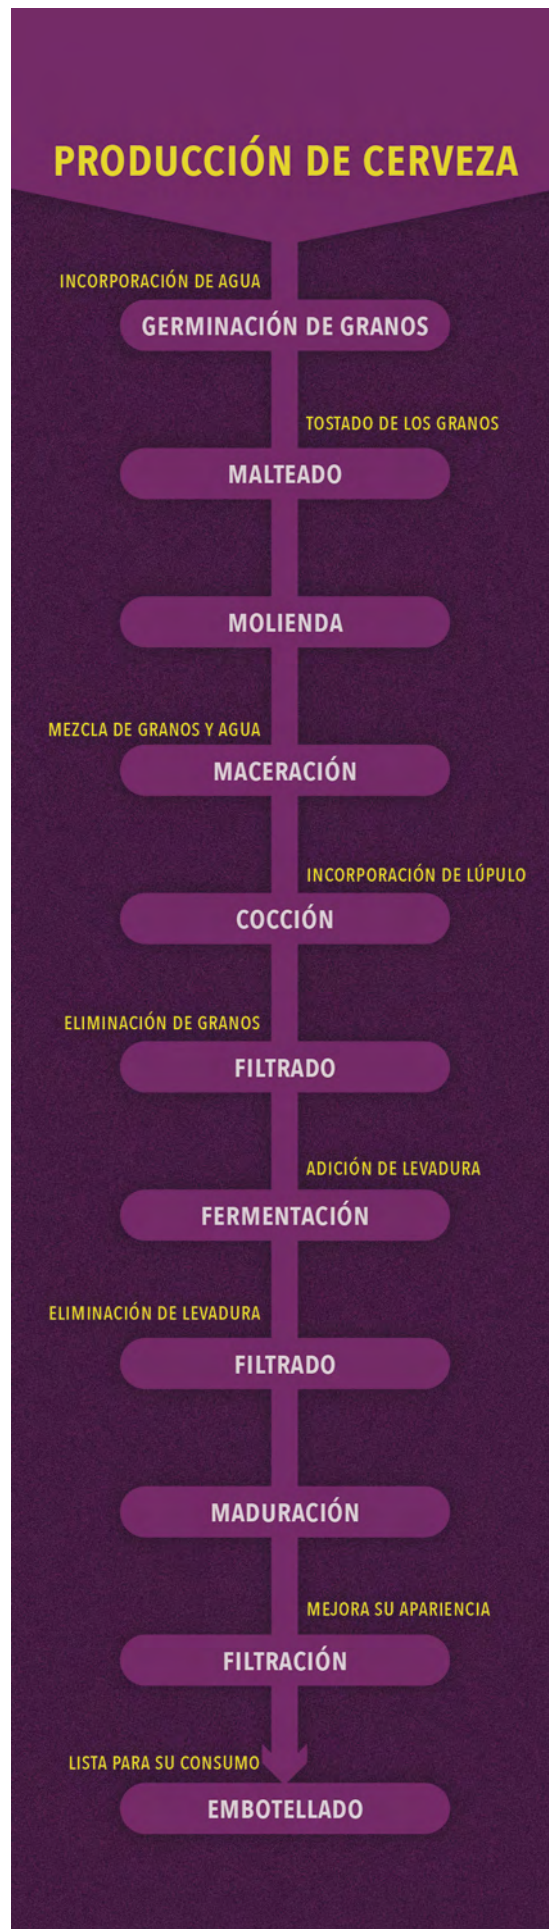 PRODUCCIÓN DE CERVEZA
INCORPORACIÓN DE AGUA
GERMINACIÓN DE GRANOS
TOSTADO DE LOS GRANOS
MALTEADO
MOLIENDA
MEZCLA DE GRANOS Y AGUA
MACERACIÓN
INCORPORACIÓN DE LÚPULO
COCCIÓN
ELIMINACIÓN DE GRANOS
FILTRADO
ADICIÓN DE LEVADURA
FERMENTACIÓN
ELIMINACIÓN DE LEVADURA
FILTRADO
MADURACIÓN
MEJORA SU APARIENCIA
FILTRACIÓN
LISTA PARA SU CONSUMO
EMBOTELLADO